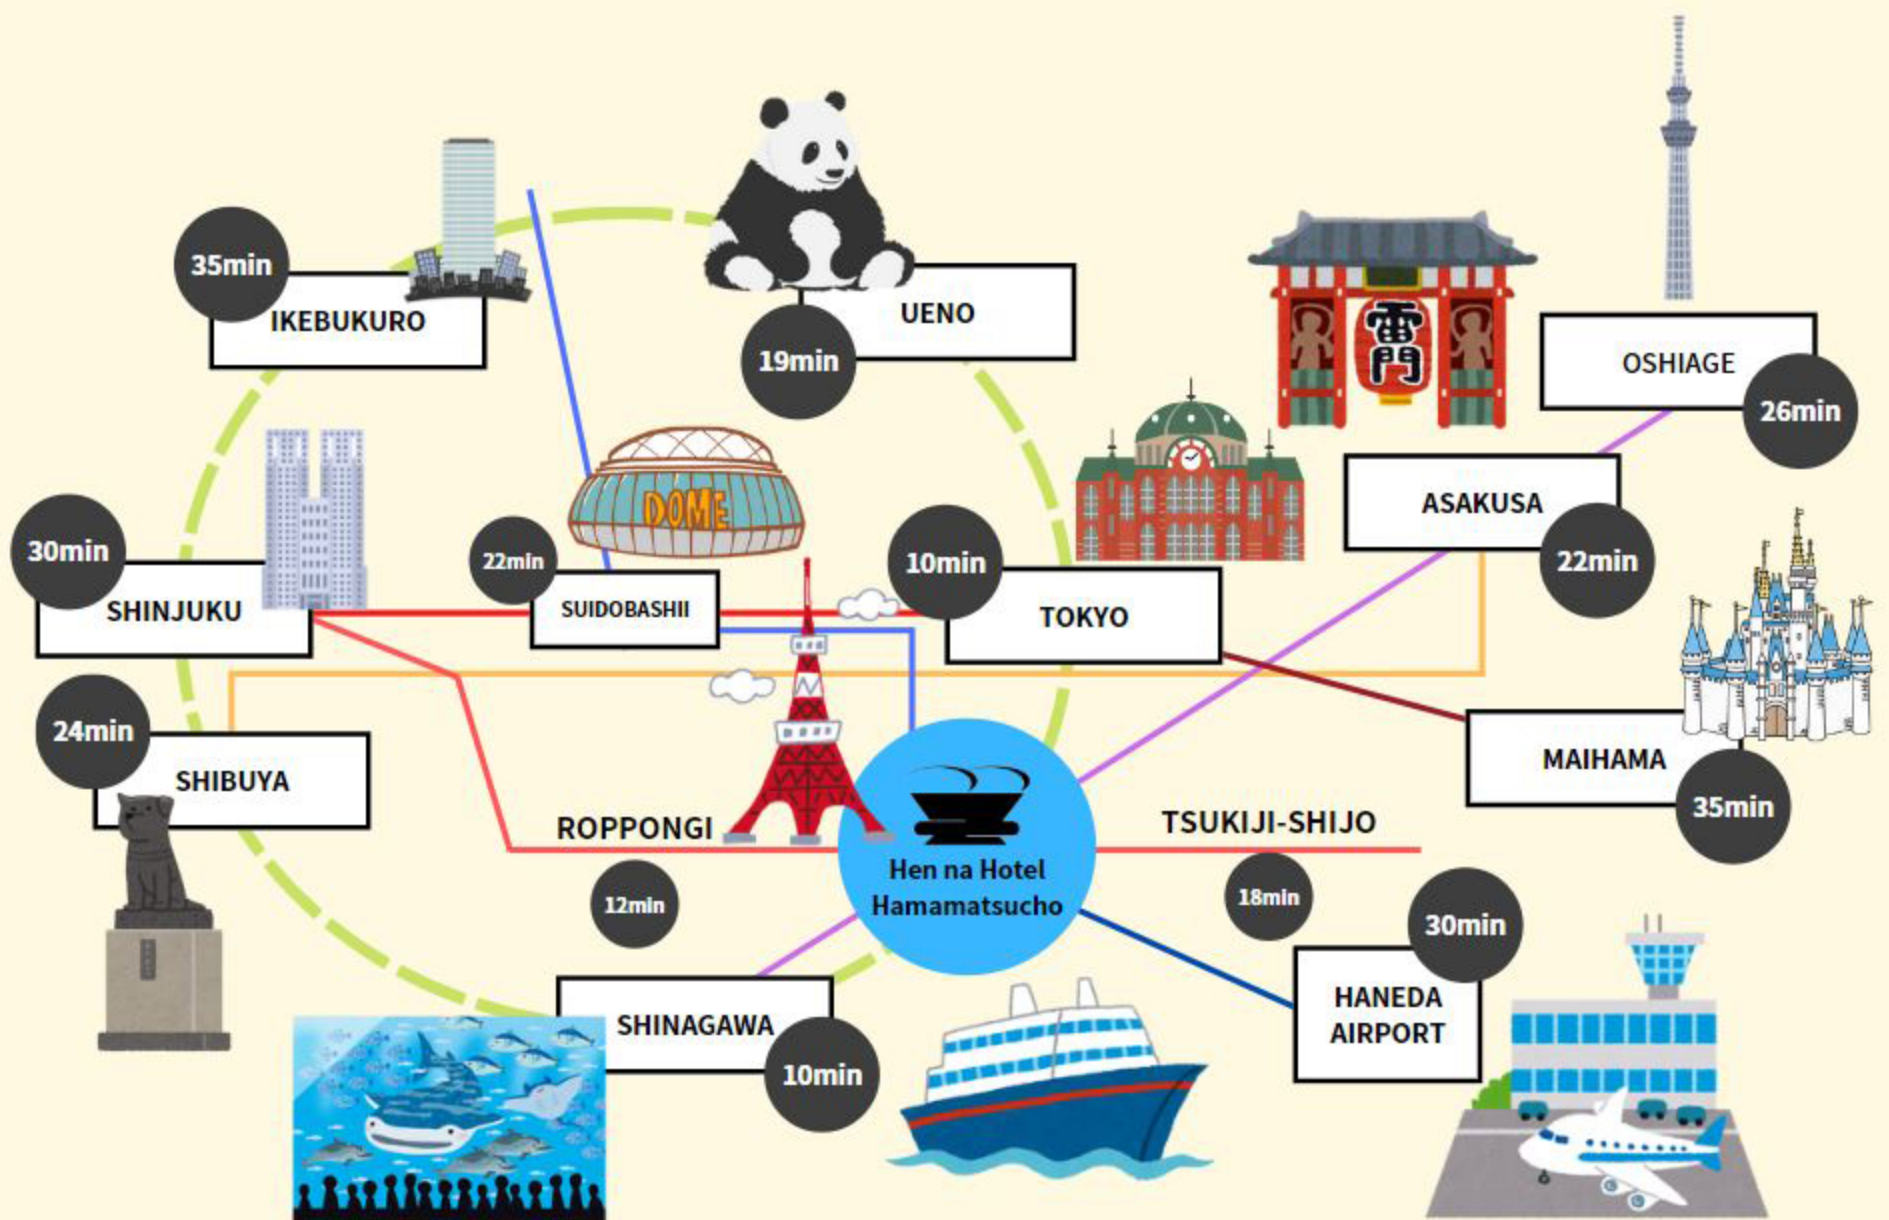 35min
IKEBUKURO
UENO
19min
雷門
OSHIAGE
26min
ASAKUSA
22min
30min
SHINJUKU
DOME
22min
SUIDOBASHII
10min
TOKYO
24min
SHIBUYA
MAIHAMA
35min
ROPPONGI
12min
TSUKIJI-SHIJO
18min
Hen na Hotel
Hamamatsucho
30min
HANEDA
AIRPORT
SHINAGAWA
10min